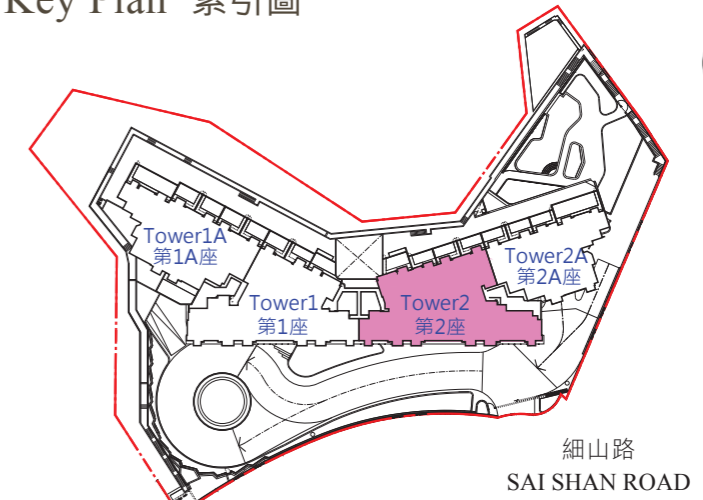 Key Plan 索引圖
Tower1A
第1A座
Tower2A
第2A座
Tower1
第1座
Tower2
第2座
細山路
SAI SHAN ROAD